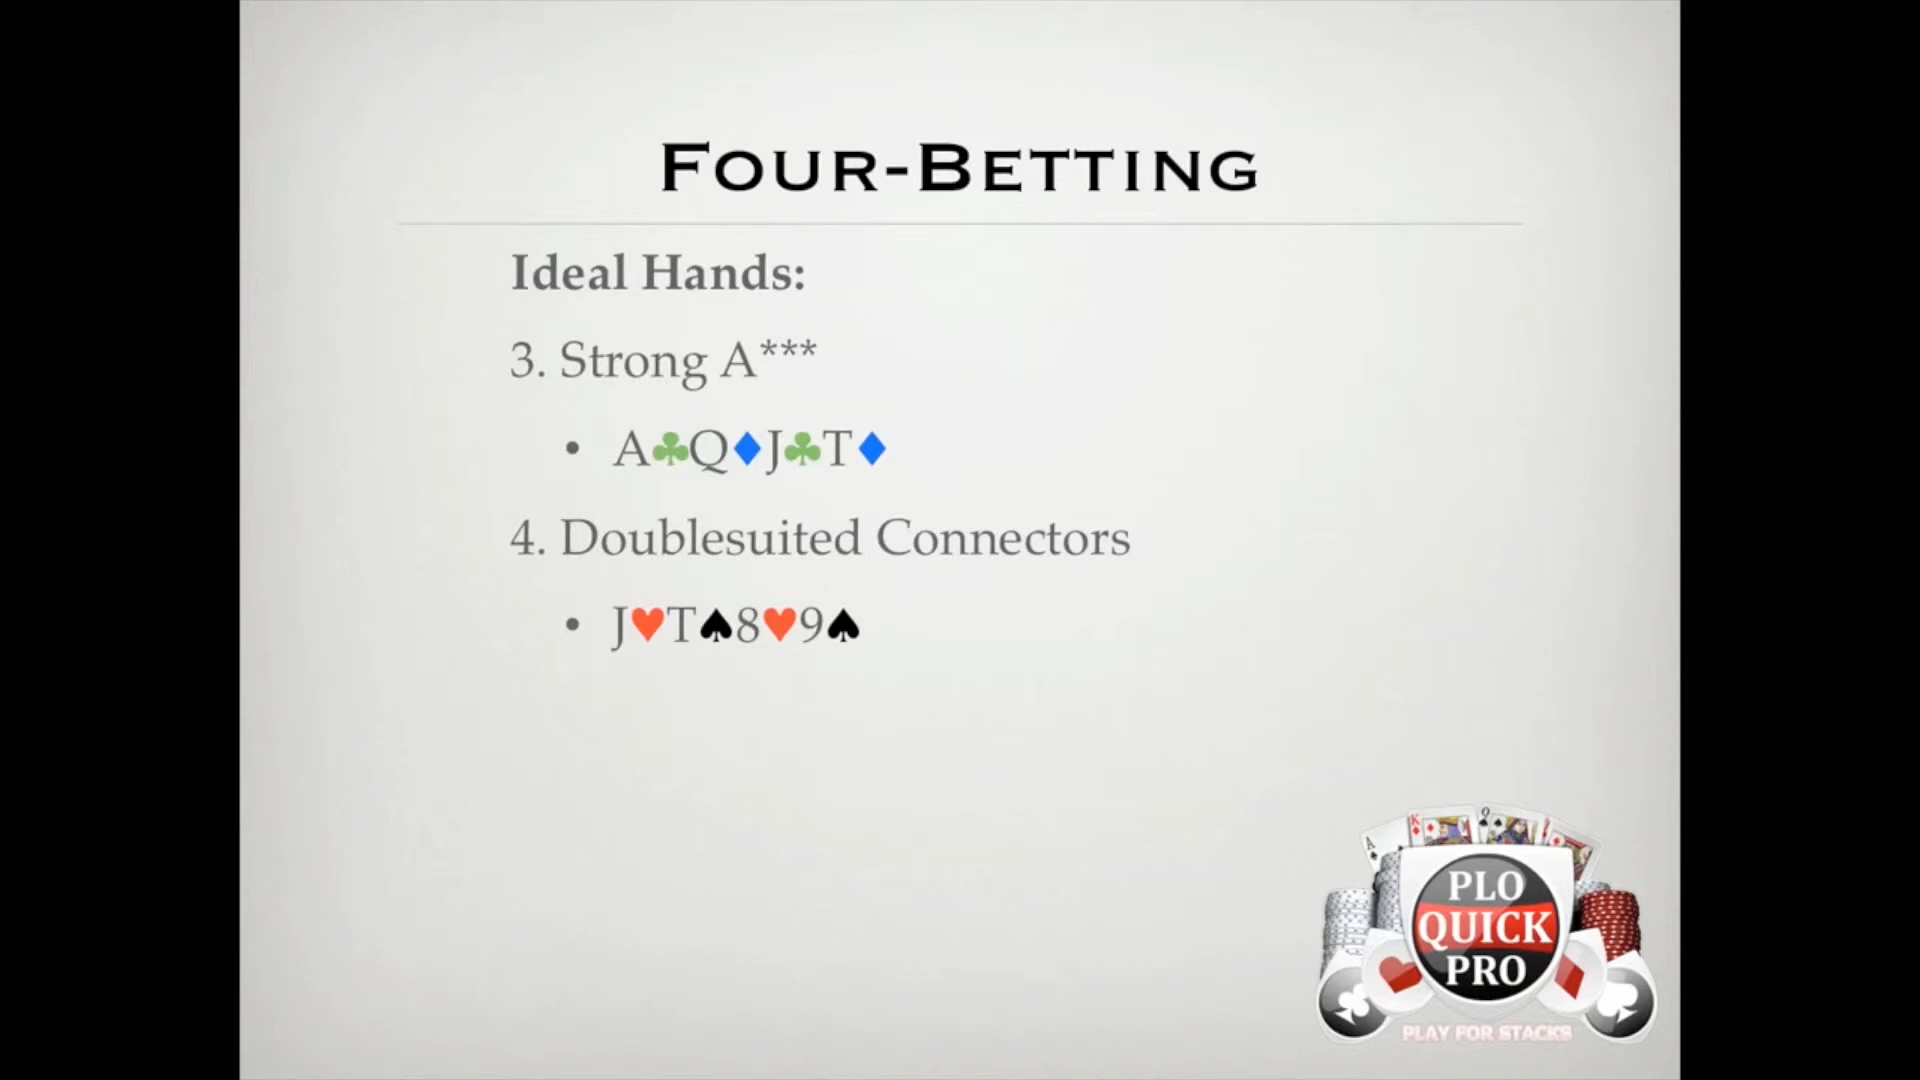 Four-Betting
Ideal Hands:
3. Strong A***
• A♣Q♦J♣T♦
4. Doublesuited Connectors
• J♥T♠8♥9♠
A K Q
PLO
QUICK
PRO
PLAY FOR STACKS